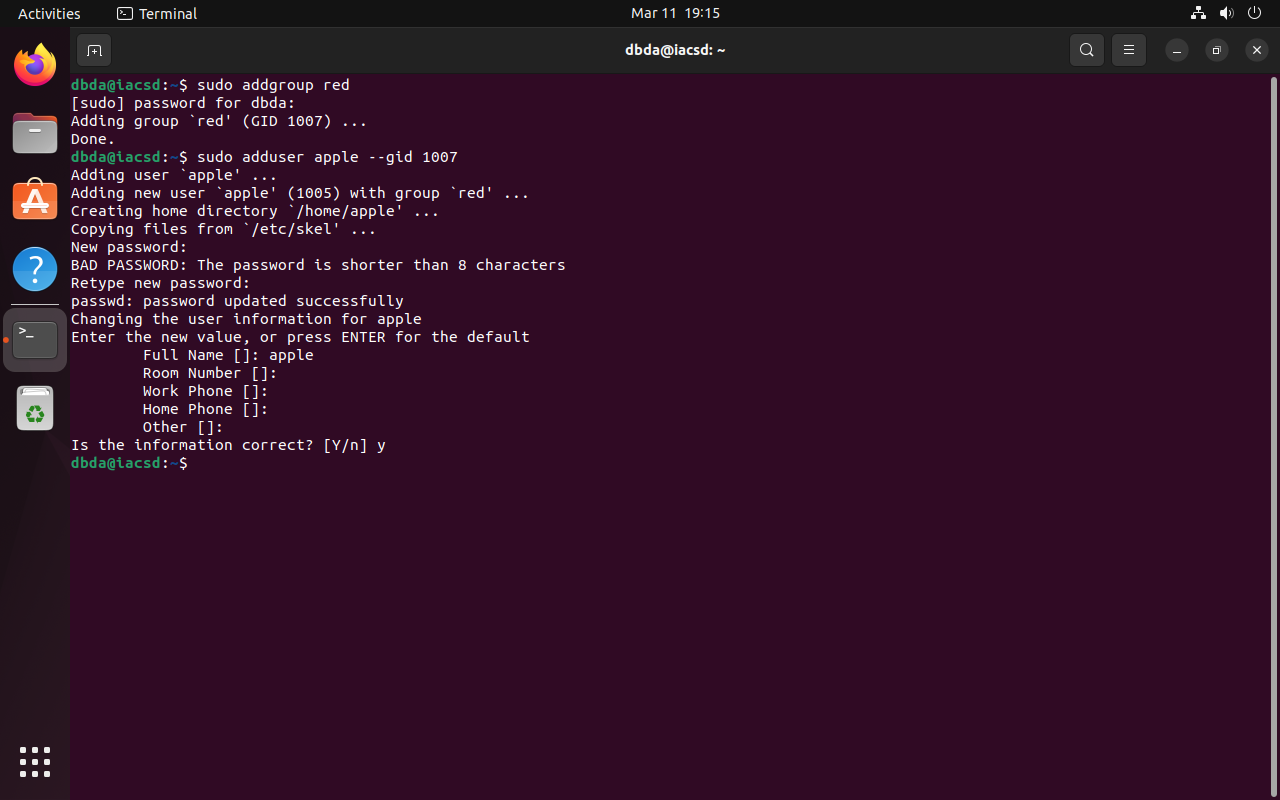 Activities
Terminal
Mar 11 19:15
dbda@iacsd: ~
dbda@iacsd:~$ sudo addgroup red
[sudo] password for dbda:
Adding group `red' (GID 1007) ...
Done.
dbda@iacsd:~$ sudo adduser apple --gid 1007
Adding user `apple' ...
Adding new user `apple' (1005) with group `red' ...
Creating home directory `/home/apple' ...
Copying files from `/etc/skel' ...
New password:
BAD PASSWORD: The password is shorter than 8 characters
Retype new password:
passwd: password updated successfully
Changing the user information for apple
Enter the new value, or press ENTER for the default
Full Name []: apple
Room Number []:
Work Phone []:
Home Phone []:
Other []:
Is the information correct? [Y/n] y
dbda@iacsd:~$